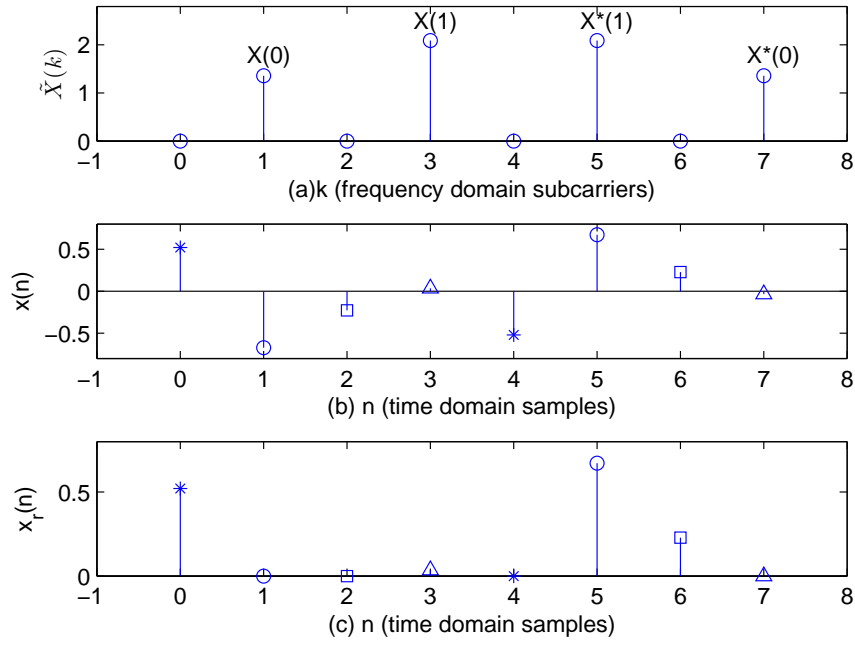 X(0)
X(1)
X*(1)
X*(0)
X̃(k)
2
1
0
−1 0 1 2 3 4 5 6 7 8
(a)k (frequency domain subcarriers)
x(n)
0.5
0
−0.5
−1 0 1 2 3 4 5 6 7 8
(b) n (time domain samples)
x_r(n)
0.5
0
−1 0 1 2 3 4 5 6 7 8
(c) n (time domain samples)